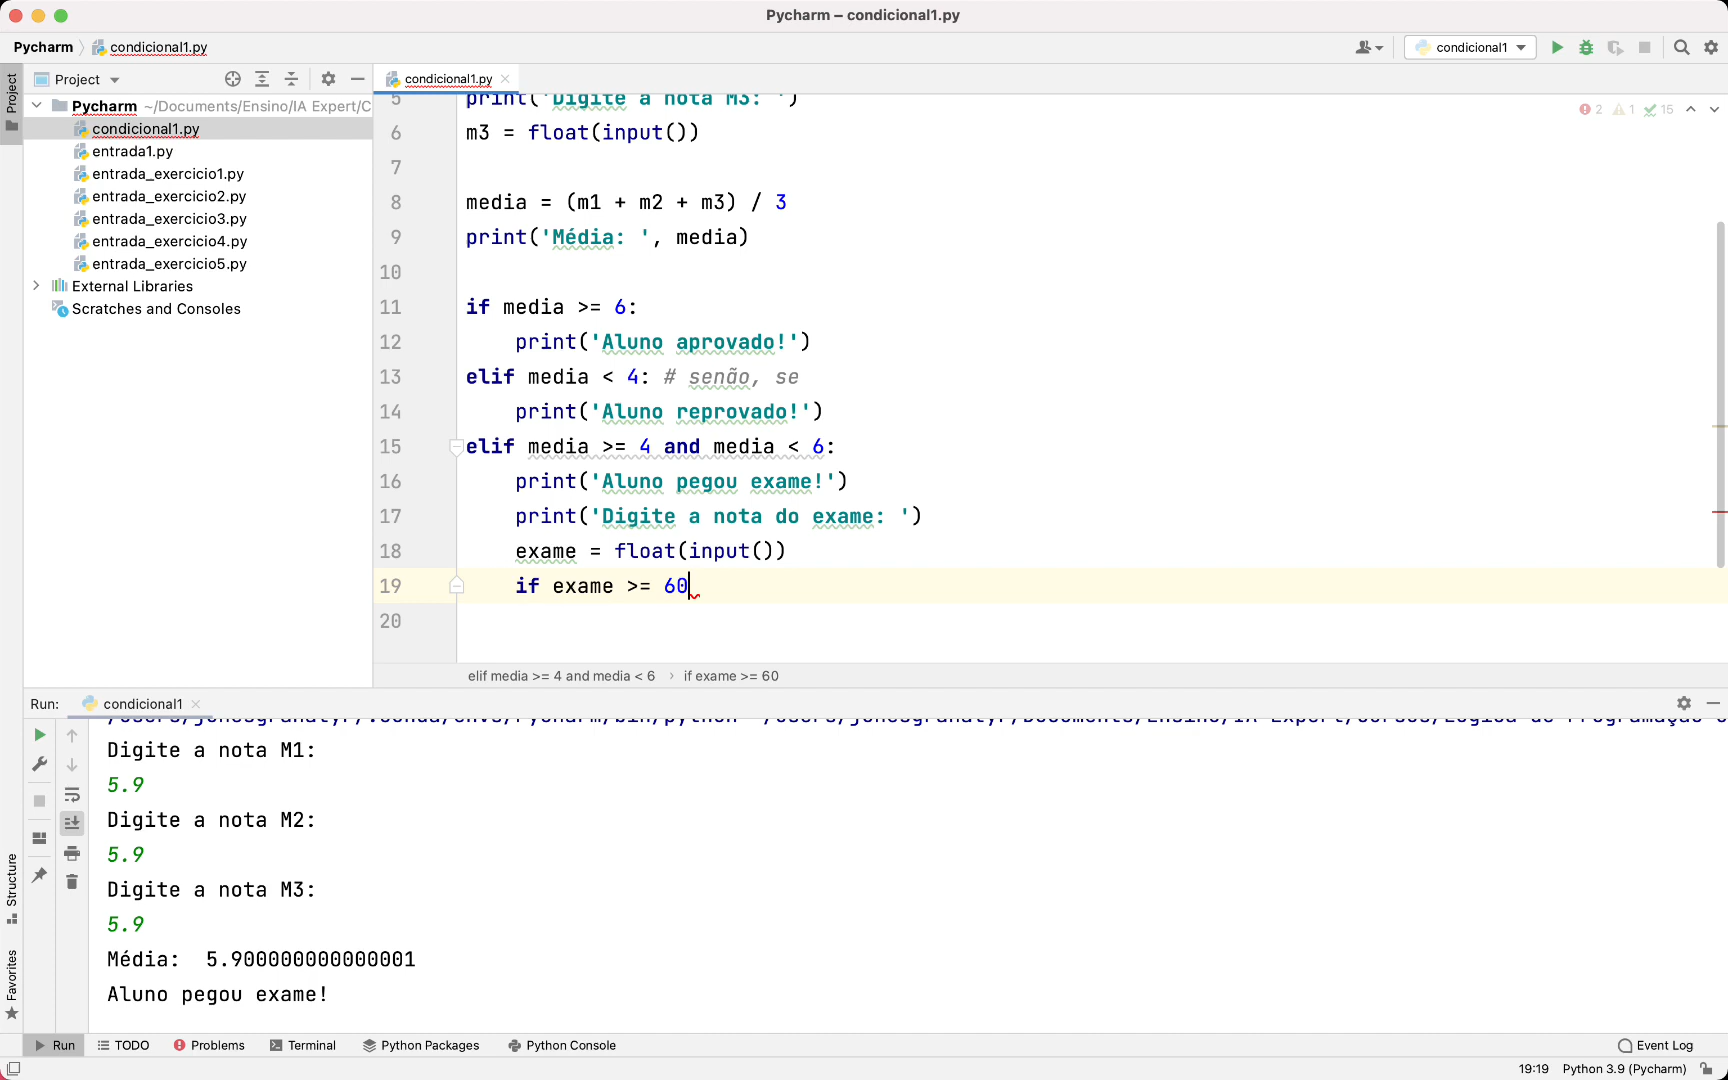 Pycharm – condicional1.py
Pycharm condicional1.py
condicional1
Project
condicional1.py
Project
Pycharm ~/Documents/Ensino/IA Expert/C
condicional1.py
entrada1.py
entrada_exercicio1.py
entrada_exercicio2.py
entrada_exercicio3.py
entrada_exercicio4.py
entrada_exercicio5.py
External Libraries
Scratches and Consoles
2 1 15
5 print('Digite a nota M3: ')
6 m3 = float(input())
7
8 media = (m1 + m2 + m3) / 3
9 print('Média: ', media)
10
11 if media >= 6:
12 print('Aluno aprovado!')
13 elif media < 4: # senão, se
14 print('Aluno reprovado!')
15 elif media >= 4 and media < 6:
16 print('Aluno pegou exame!')
17 print('Digite a nota do exame: ')
18 exame = float(input())
19 if exame >= 60
20
elif media >= 4 and media < 6 › if exame >= 60
Run: condicional1
Digite a nota M1:
5.9
Digite a nota M2:
5.9
Digite a nota M3:
5.9
Média:  5.900000000000001
Aluno pegou exame!
Structure
Favorites
Run TODO Problems Terminal Python Packages Python Console Event Log
19:19 Python 3.9 (Pycharm)